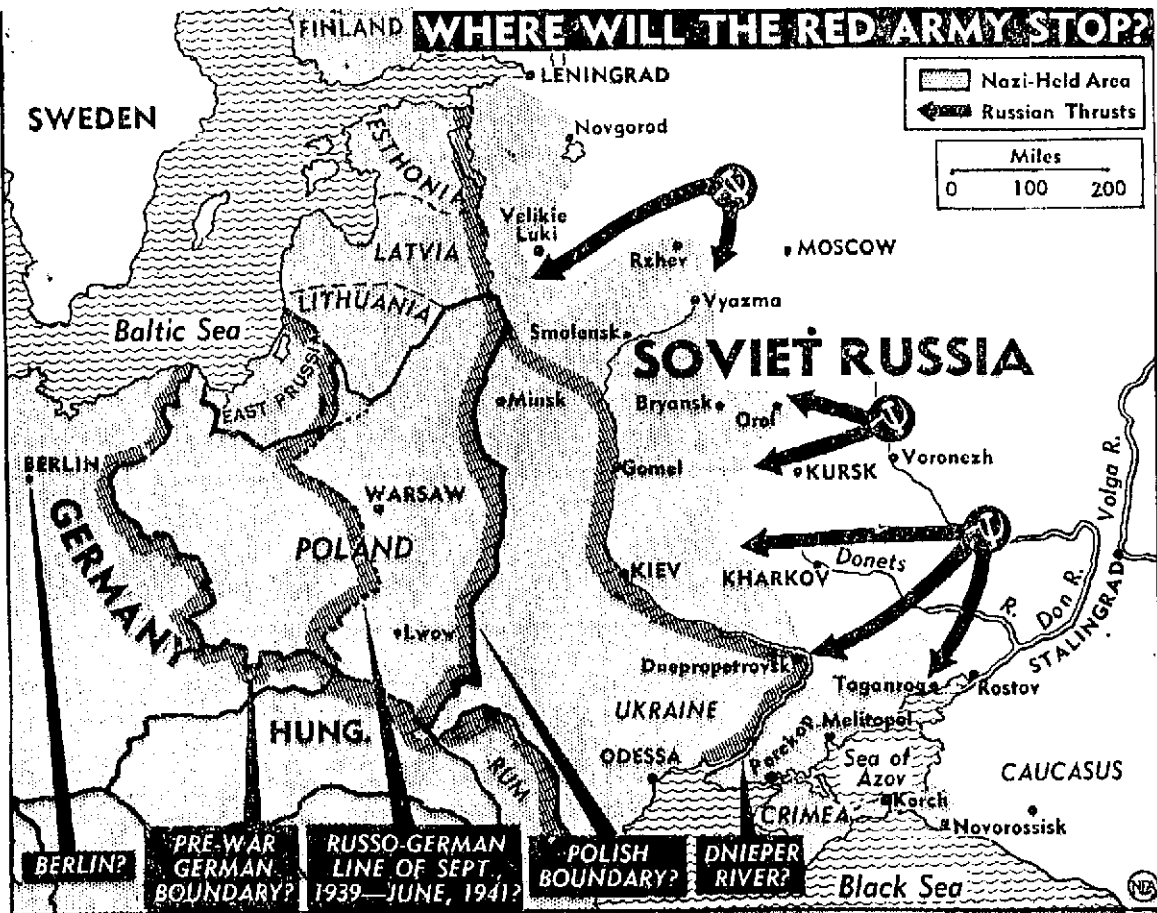 WHERE WILL THE RED ARMY STOP?
FINLAND
LENINGRAD
Nazi-Held Area
Russian Thrusts
SWEDEN
Novgorod
ESTHONIA
Miles
0 100 200
Velikie
Luki
LATVIA
Rzhev
MOSCOW
LITHUANIA
Vyazma
Baltic Sea
Smolensk
SOVIET RUSSIA
EAST PRUSSIA
Minsk
Bryansk
Orol
BERLIN
Gomel
KURSK
Voronezh
Volga R.
GERMANY
WARSAW
POLAND
Donets
R.
KIEV
KHARKOV
Don R.
STALINGRAD
Lwow
Dnepropetrovsk
Taganrog
Rostov
UKRAINE
Melitopol
HUNG.
Perekop
RUM.
ODESSA
Sea of
Azov
CAUCASUS
CRIMEA
Kerch
Novorossisk
BERLIN?
PRE-WAR
GERMAN
BOUNDARY?
RUSSO-GERMAN
LINE OF SEPT.,
1939—JUNE, 1941?
POLISH
BOUNDARY?
DNIEPER
RIVER?
Black Sea
NEA